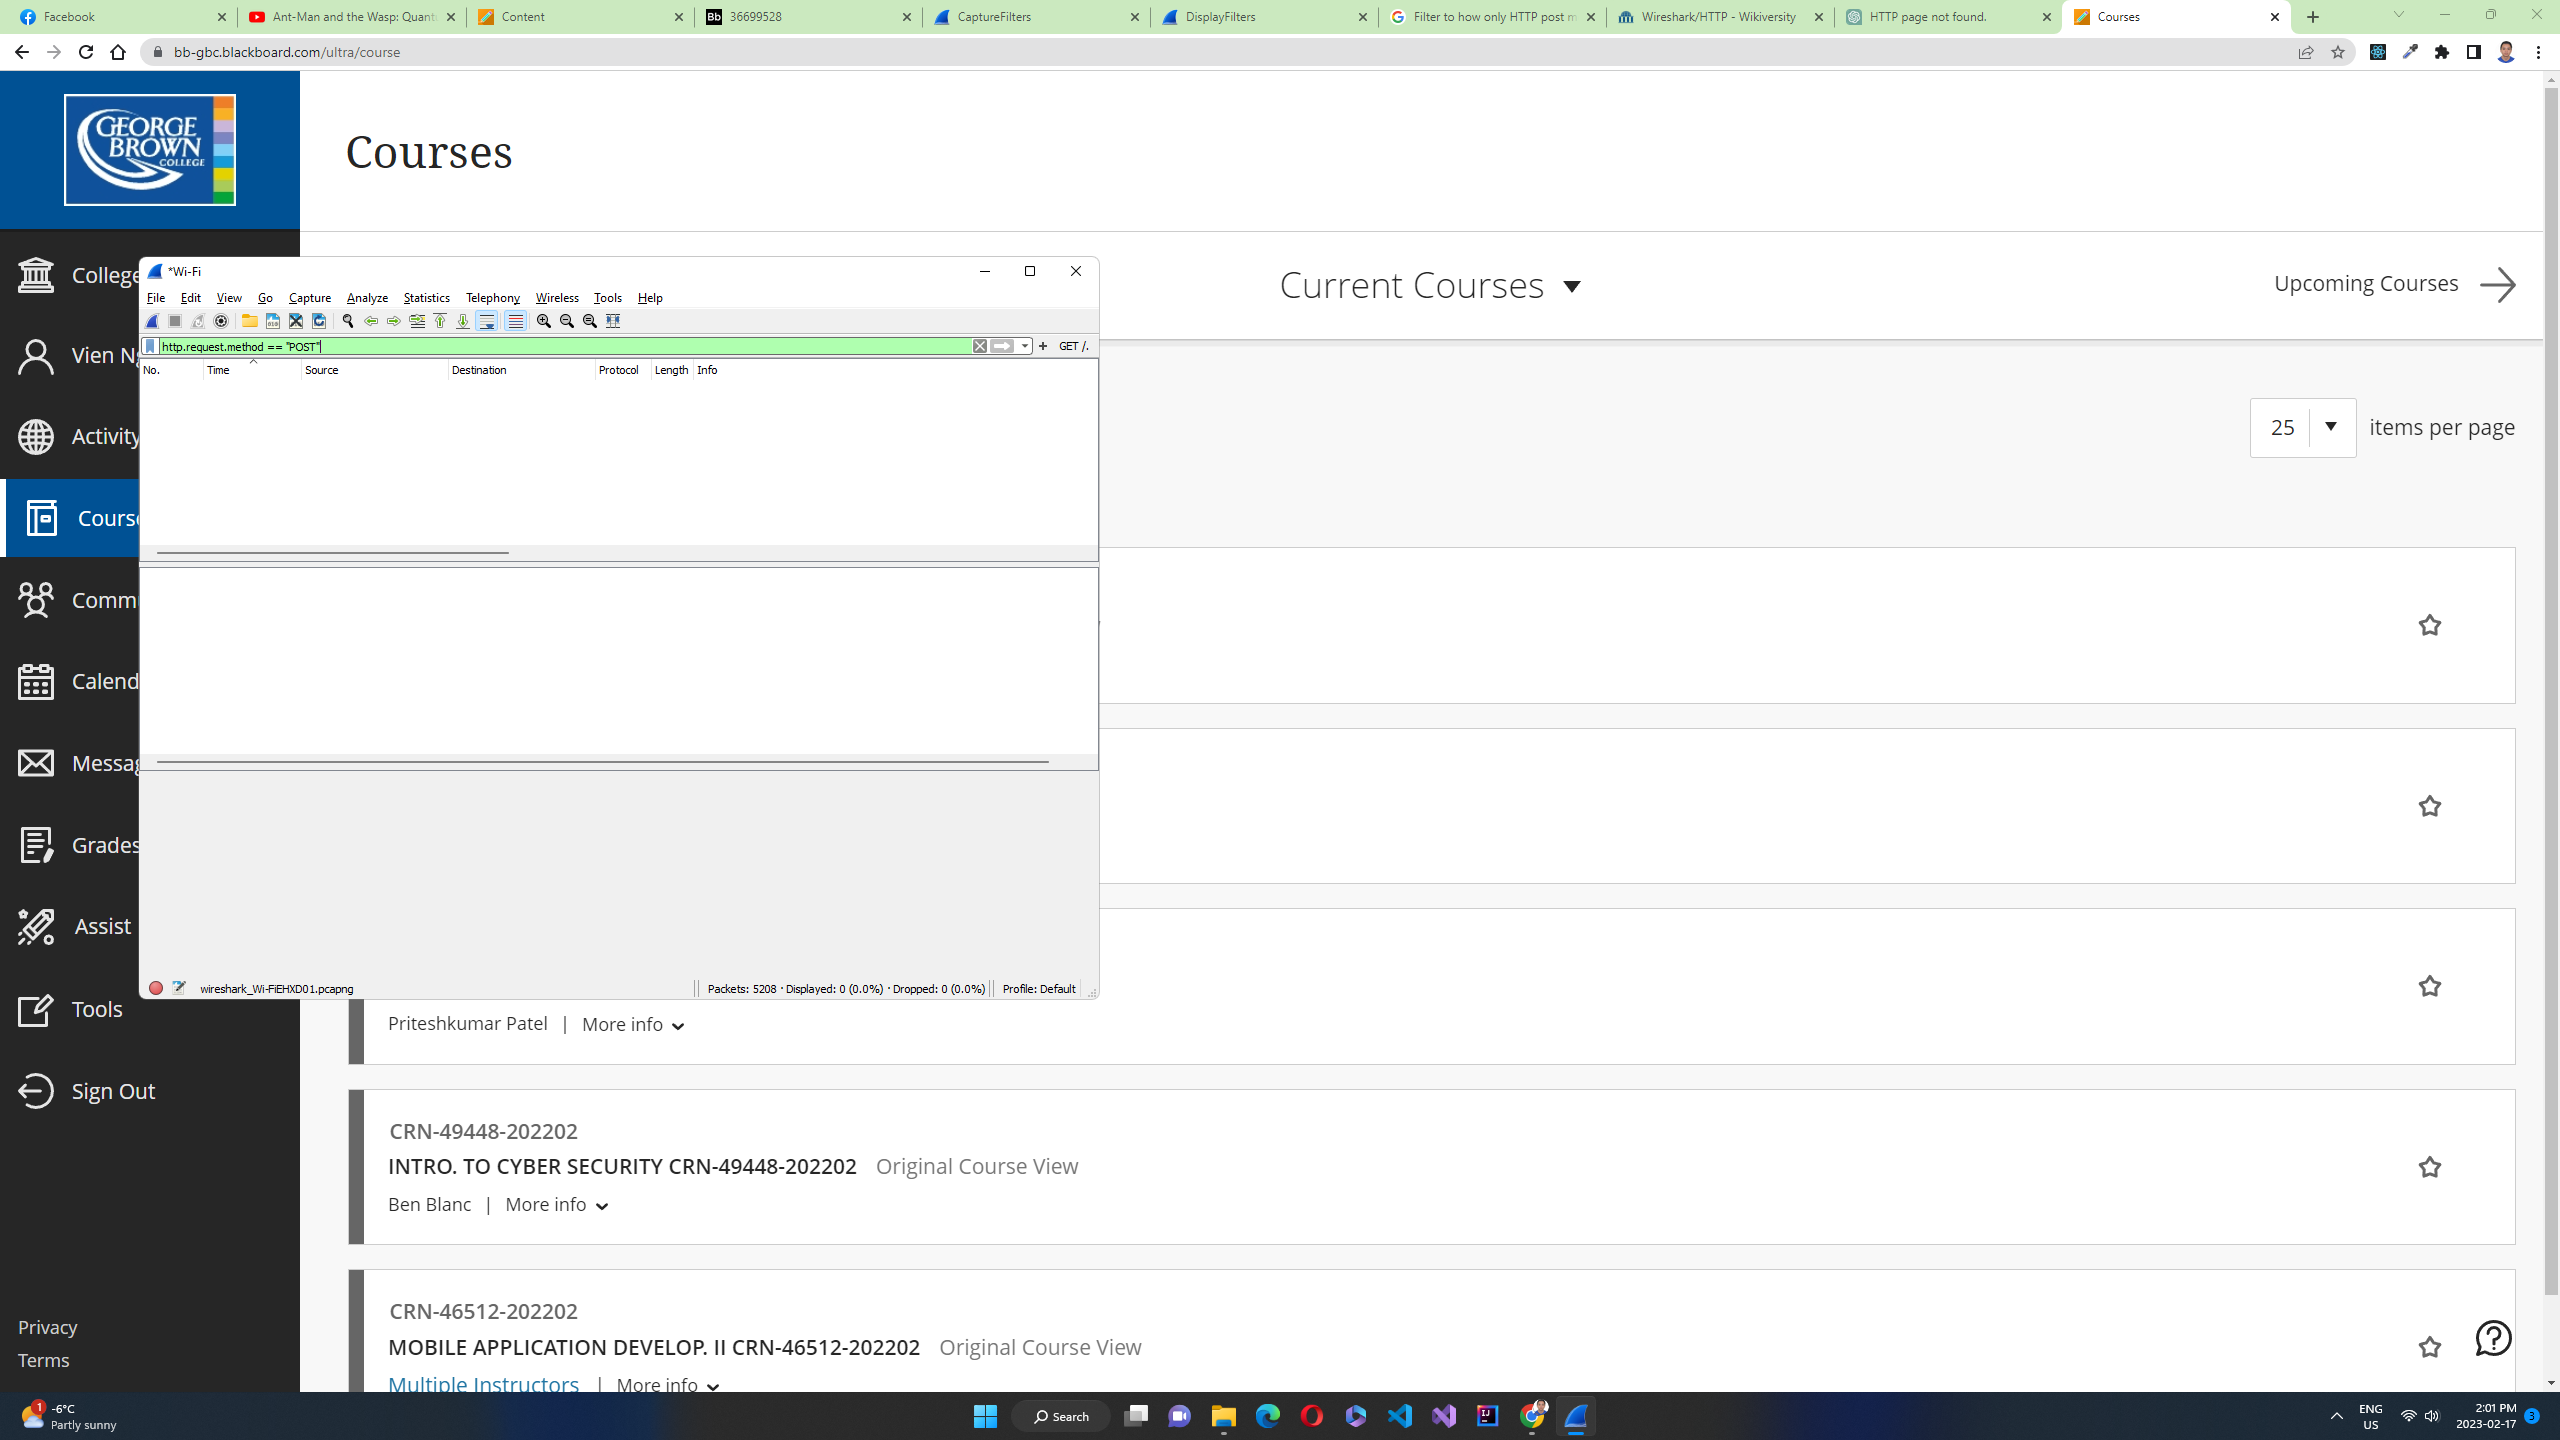 Facebook
Ant-Man and the Wasp: Quant
Content
Bb 36699528
CaptureFilters
DisplayFilters
Filter to how only HTTP post m
Wireshark/HTTP - Wikiversity
HTTP page not found.
Courses
bb-gbc.blackboard.com/ultra/course
GEORGE
BROWN
COLLEGE
Courses
College
Vien Ng
Activity
Course
Comm
Calend
Messag
Grades
Assist
Tools
Sign Out
Privacy
Terms
Current Courses
Upcoming Courses
25
items per page
*Wi-Fi
File Edit View Go Capture Analyze Statistics Telephony Wireless Tools Help
http.request.method == "POST"
GET /.
No. Time Source Destination Protocol Length Info
wireshark_Wi-FiEHXD01.pcapng
Packets: 5208 · Displayed: 0 (0.0%) · Dropped: 0 (0.0%)
Profile: Default
Priteshkumar Patel | More info
CRN-49448-202202
INTRO. TO CYBER SECURITY CRN-49448-202202 Original Course View
Ben Blanc | More info
CRN-46512-202202
MOBILE APPLICATION DEVELOP. II CRN-46512-202202 Original Course View
Multiple Instructors | More info
1
-6°C
Partly sunny
Search
ENG
US
2:01 PM
2023-02-17
3